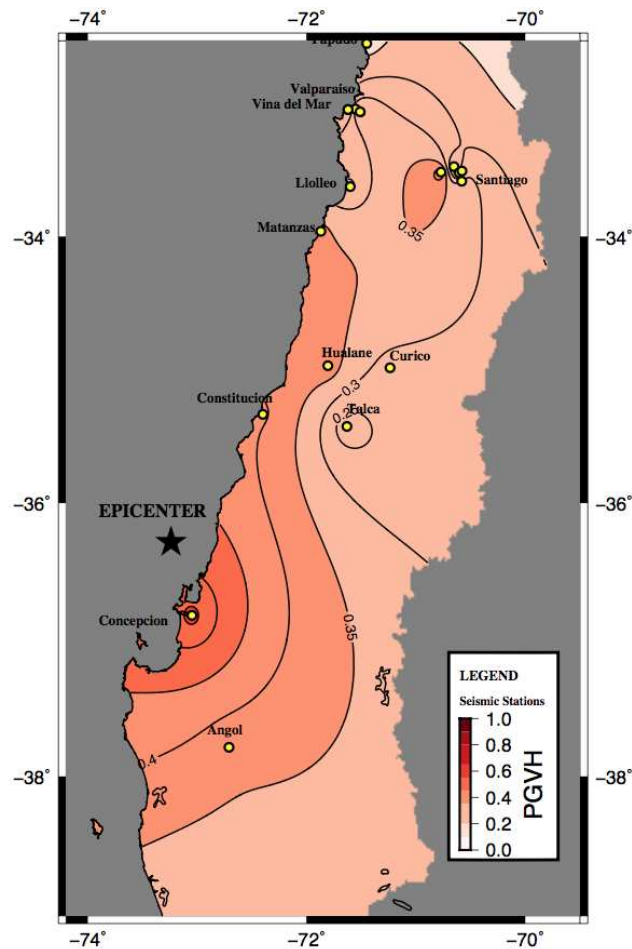 −74˚ −72˚ −70˚
Valparaiso
Vina del Mar
Llolleo
Santiago
−34˚ −34˚
Matanzas
0.35
Hualane
Curico
0.3
Constitucion
Talca
−36˚ −36˚
EPICENTER
Concepcion
0.35
LEGEND
Seismic Stations
1.0
0.8
0.6
0.4
0.2
0.0
PGVH
Angol
0.4
−38˚ −38˚
−74˚ −72˚ −70˚